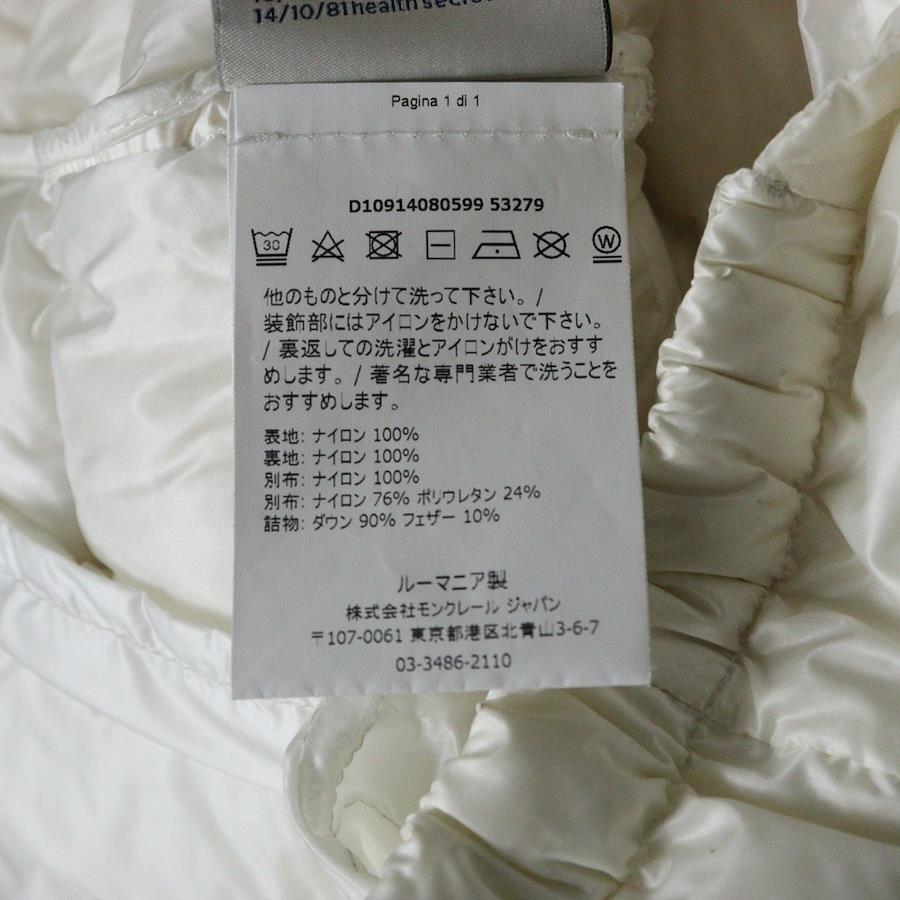 14/10/81health
Pagina 1 di 1
D10914080599 53279
30
W
他のものと分けて洗って下さい。/
装飾部にはアイロンをかけないで下さい。
/ 裏返しての洗濯とアイロンがけをおすす
めします。/ 著名な専門業者で洗うことを
おすすめします。
表地: ナイロン 100%
裏地: ナイロン 100%
別布: ナイロン 100%
別布: ナイロン 76% ポリウレタン 24%
詰物: ダウン 90% フェザー 10%
ルーマニア製
株式会社モンクレール ジャパン
〒107-0061 東京都港区北青山3-6-7
03-3486-2110